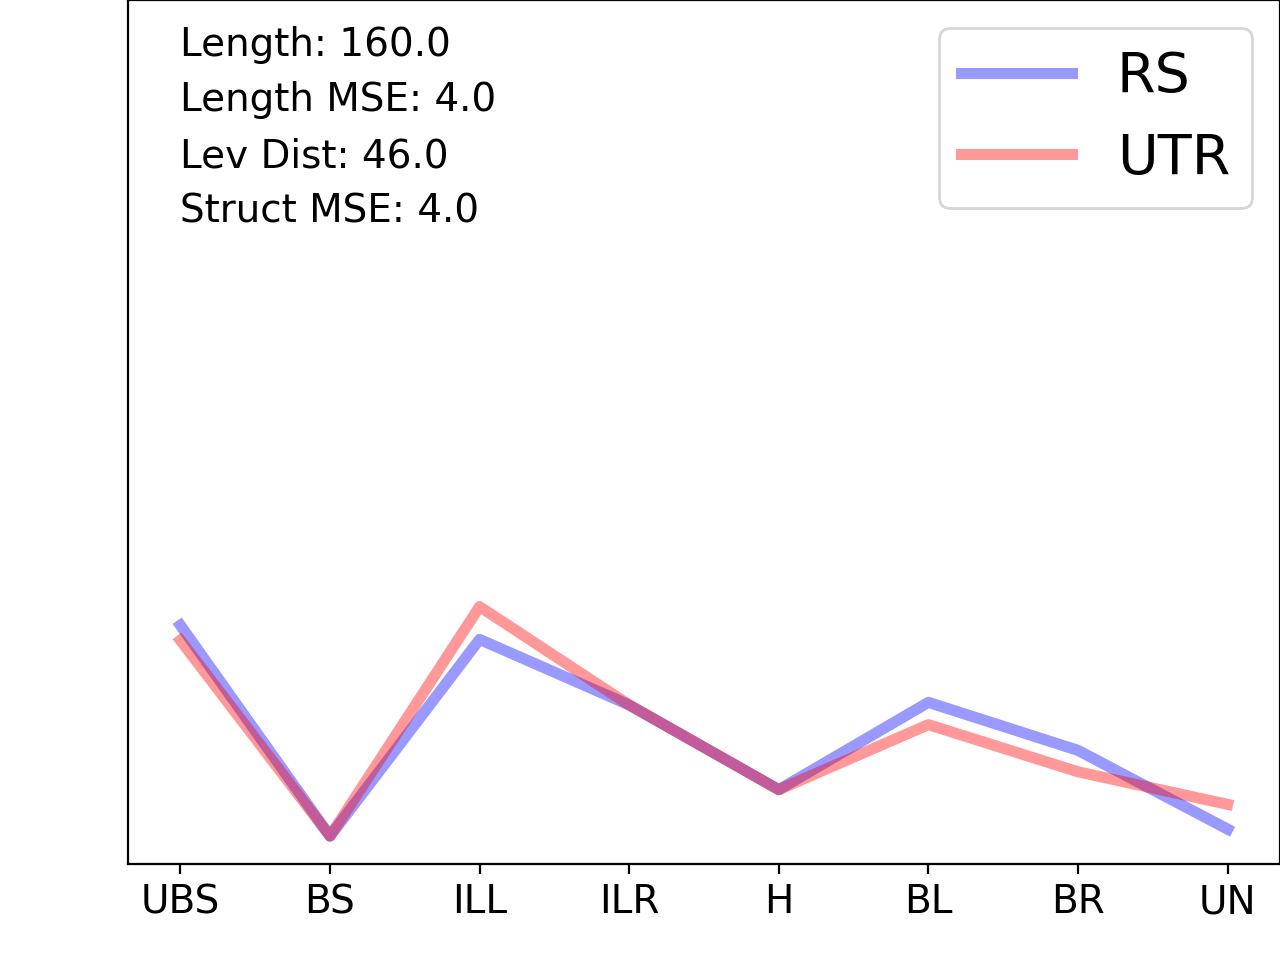 Length: 160.0
Length MSE: 4.0
Lev Dist: 46.0
Struct MSE: 4.0
RS
UTR
UBS BS ILL ILR H BL BR UN